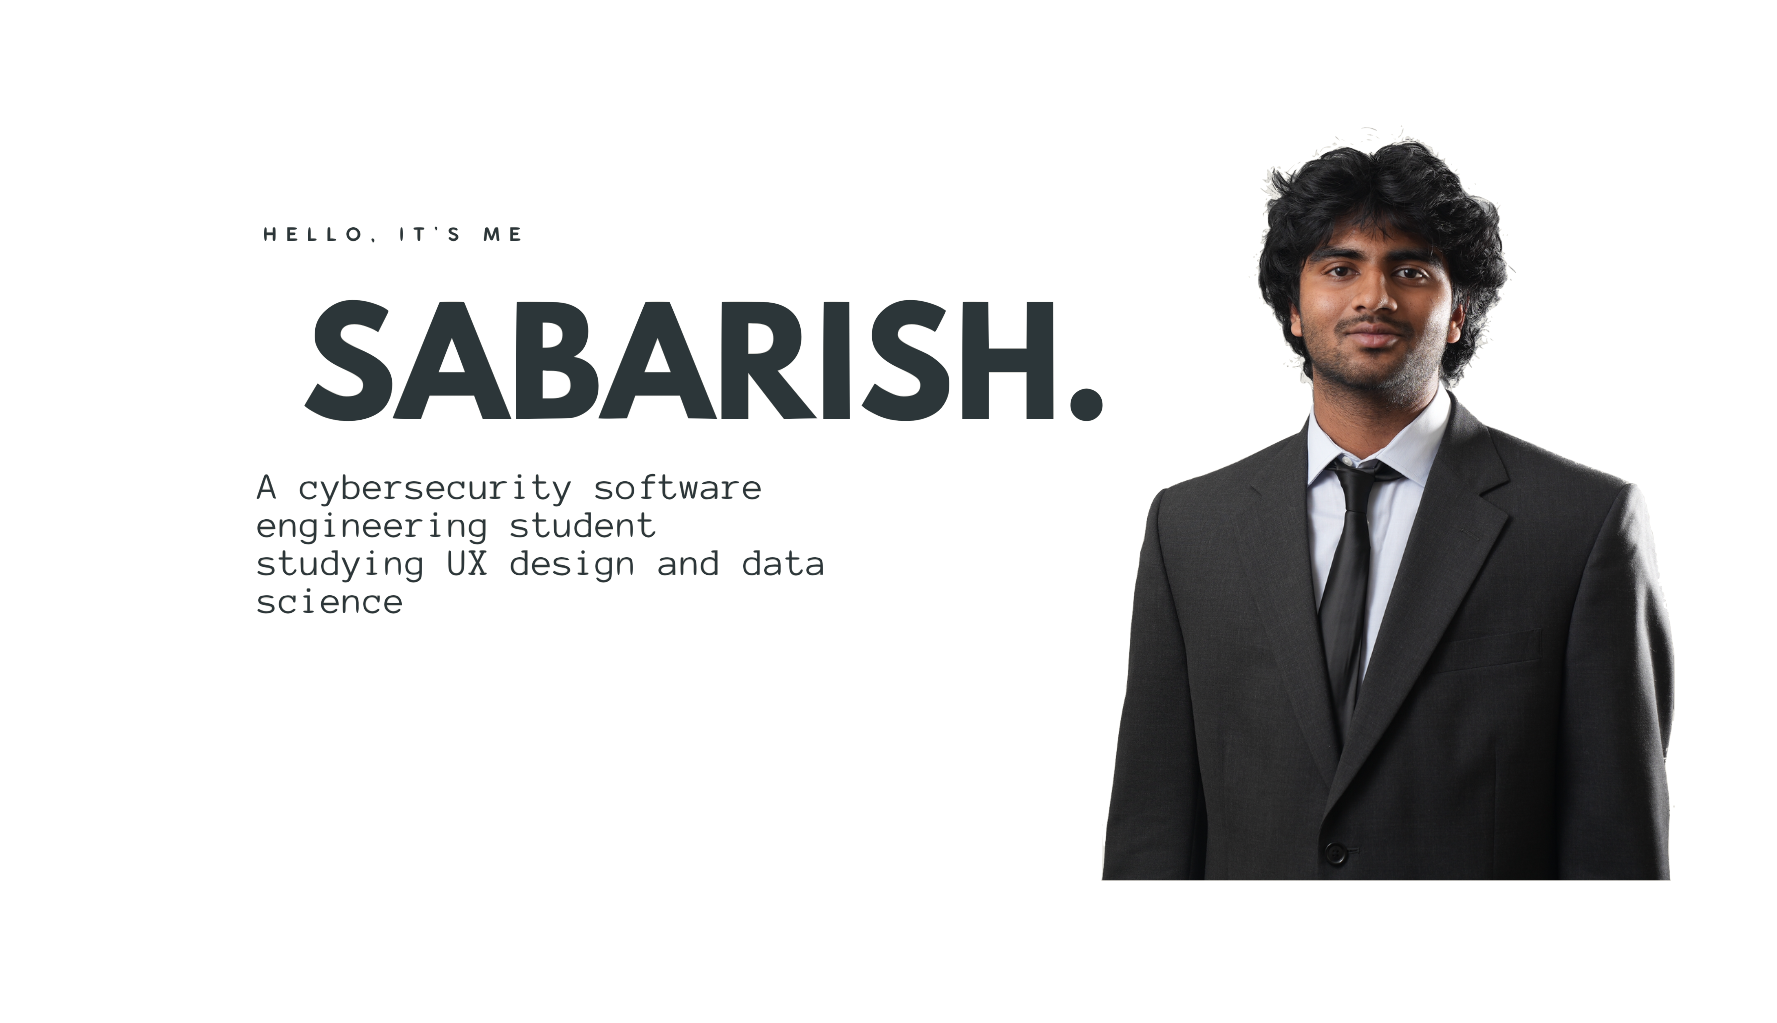 HELLO, IT'S ME
SABARISH.
A cybersecurity software
engineering student
studying UX design and data
science